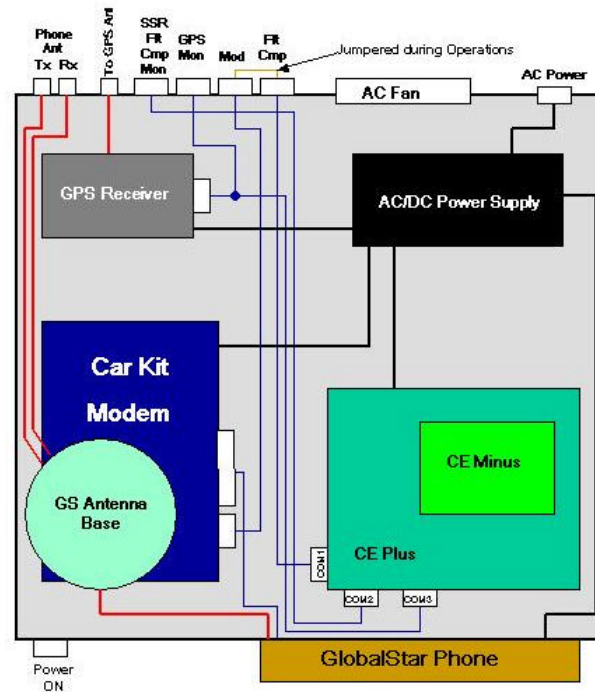 Phone
Ant
Tx Rx
To GPS Ant
SSR
Flt
Cmp
Mon
GPS
Mon
Mod
Flt
Cmp
Jumpered during Operations
AC Fan
AC Power
GPS Receiver
AC/DC Power Supply
Car Kit
Modem
GS Antenna
Base
CE Minus
CE Plus
COM1
COM2
COM3
GlobalStar Phone
Power
ON